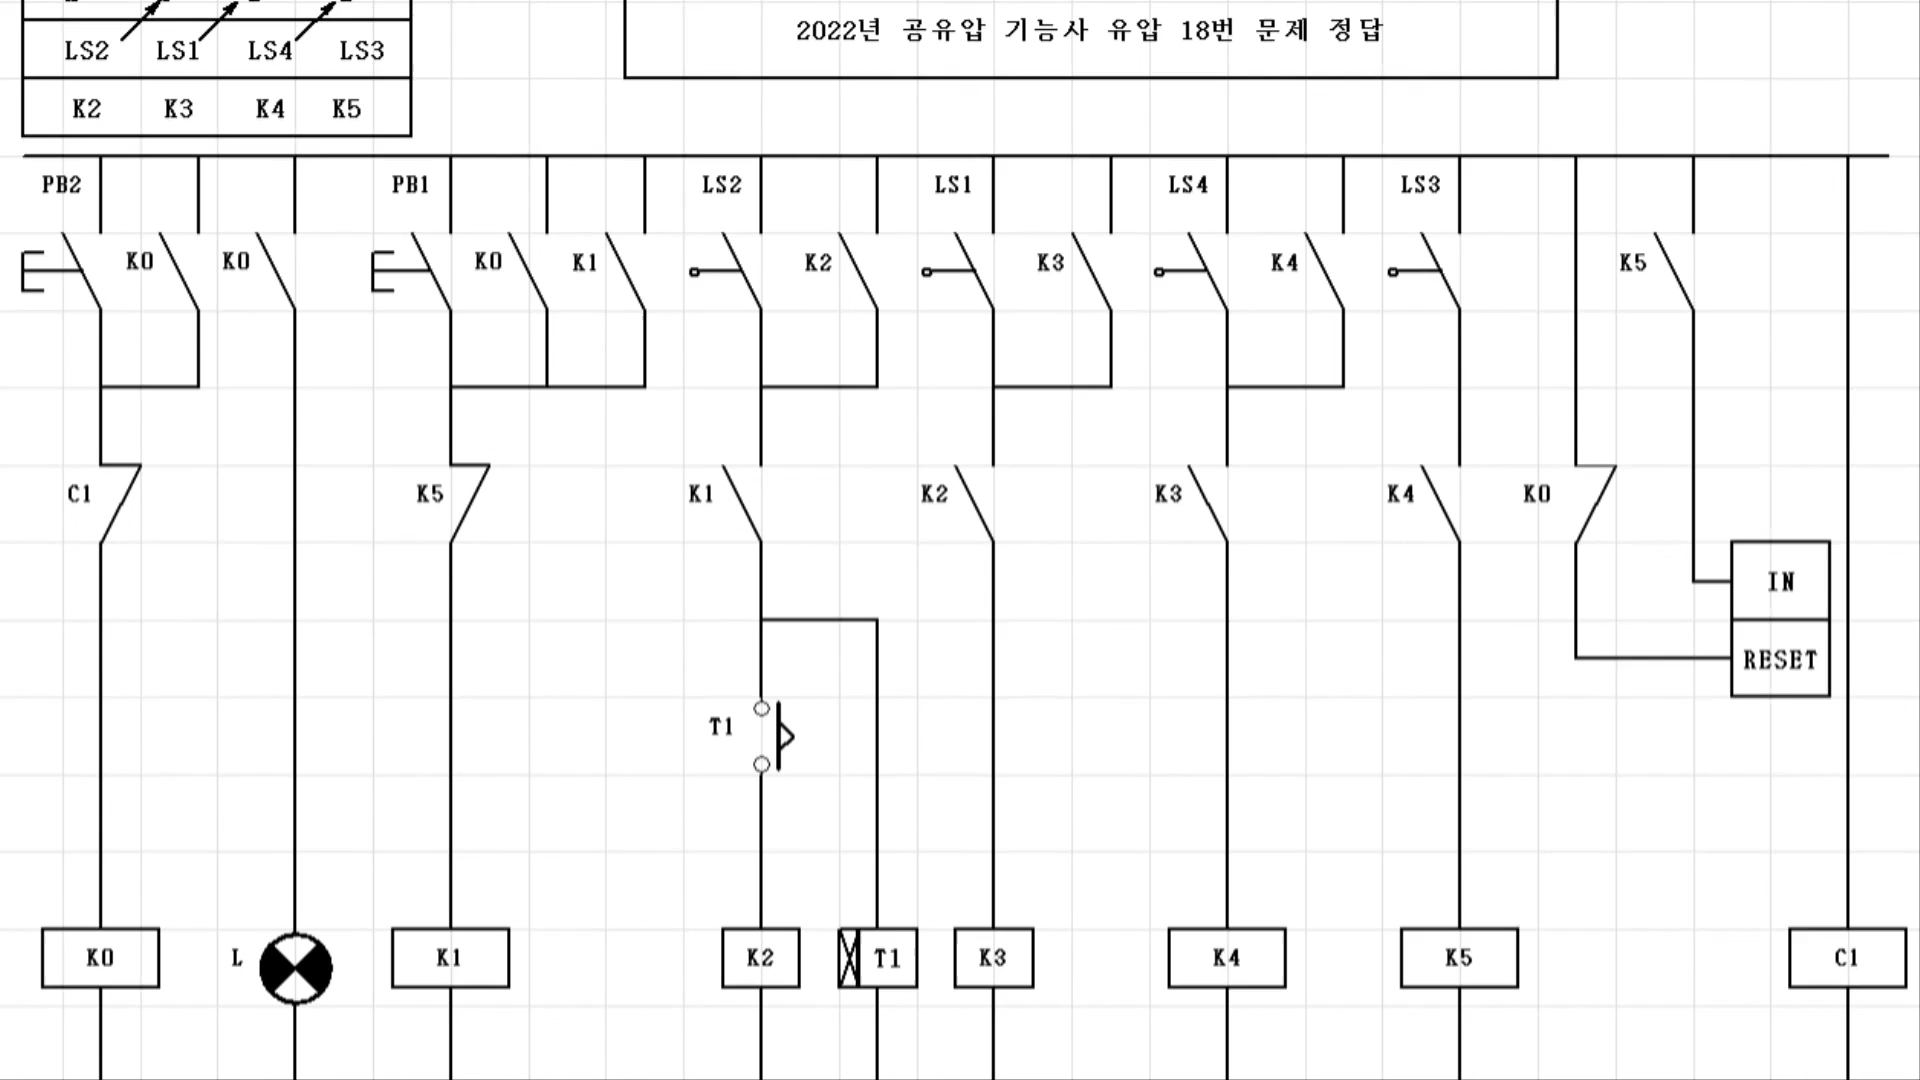 2022년 공유압 기능사 유압 18번 문제 정답
LS2 LS1 LS4 LS3
K2 K3 K4 K5
PB2 PB1 LS2 LS1 LS4 LS3
K0 K0 K0 K1 K2 K3 K4 K5
C1 K5 K1 K2 K3 K4 K0
IN
RESET
T1
K0 L K1 K2 T1 K3 K4 K5 C1